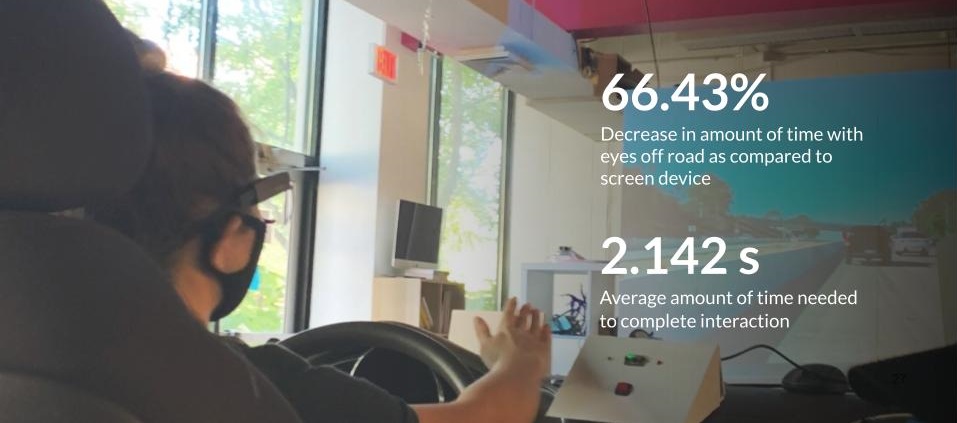 EXIT
66.43%
Decrease in amount of time with
eyes off road as compared to
screen device
2.142 s
Average amount of time needed
to complete interaction
27